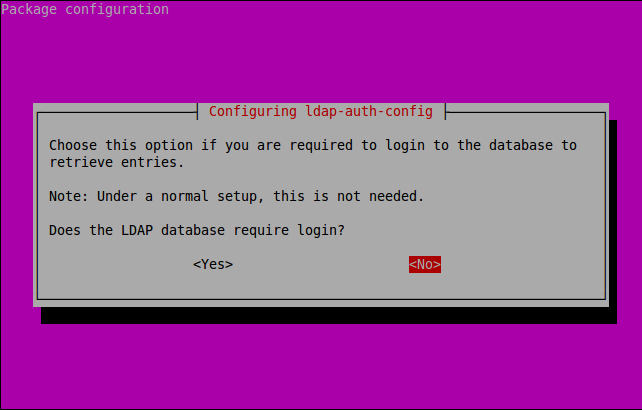 Package configuration
Configuring ldap-auth-config
Choose this option if you are required to login to the database to
retrieve entries.
Note: Under a normal setup, this is not needed.
Does the LDAP database require login?
<Yes> <No>